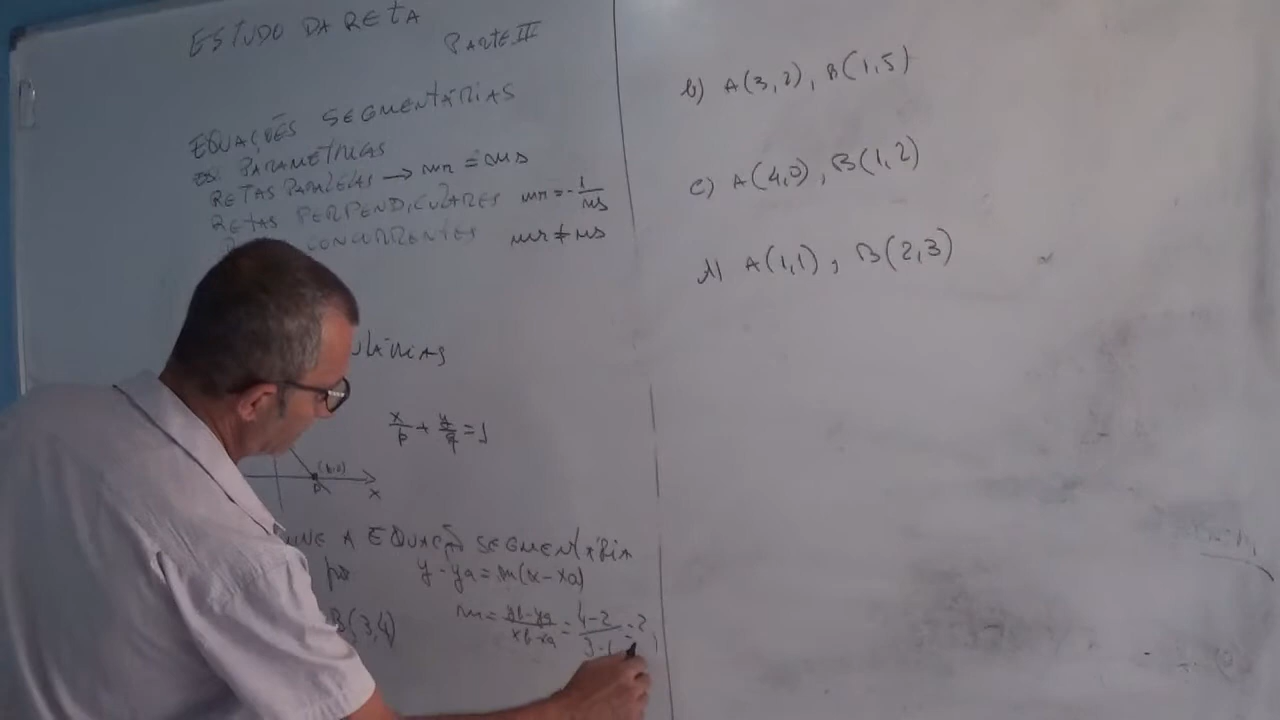 ESTUDO DA RETA
PARTE III
EQUAÇÕES SEGMENTÁRIAS
PARAMETRICAS
RETAS PARALELAS → mr = ms
RETAS PERPENDICULARES mr = -1/ms
CONCORRENTES mr ≠ ms
x/p + y/q = 1
A
x
A EQUAÇÃO SEGMENTÁRIA
por y - ya = m(x - xa)
B(3,4) m = yb-ya/xb-xa = 4-2/3-1 = 2
b) A(3,2), B(1,5)
c) A(4,0), B(1,2)
d) A(1,1), B(2,3)